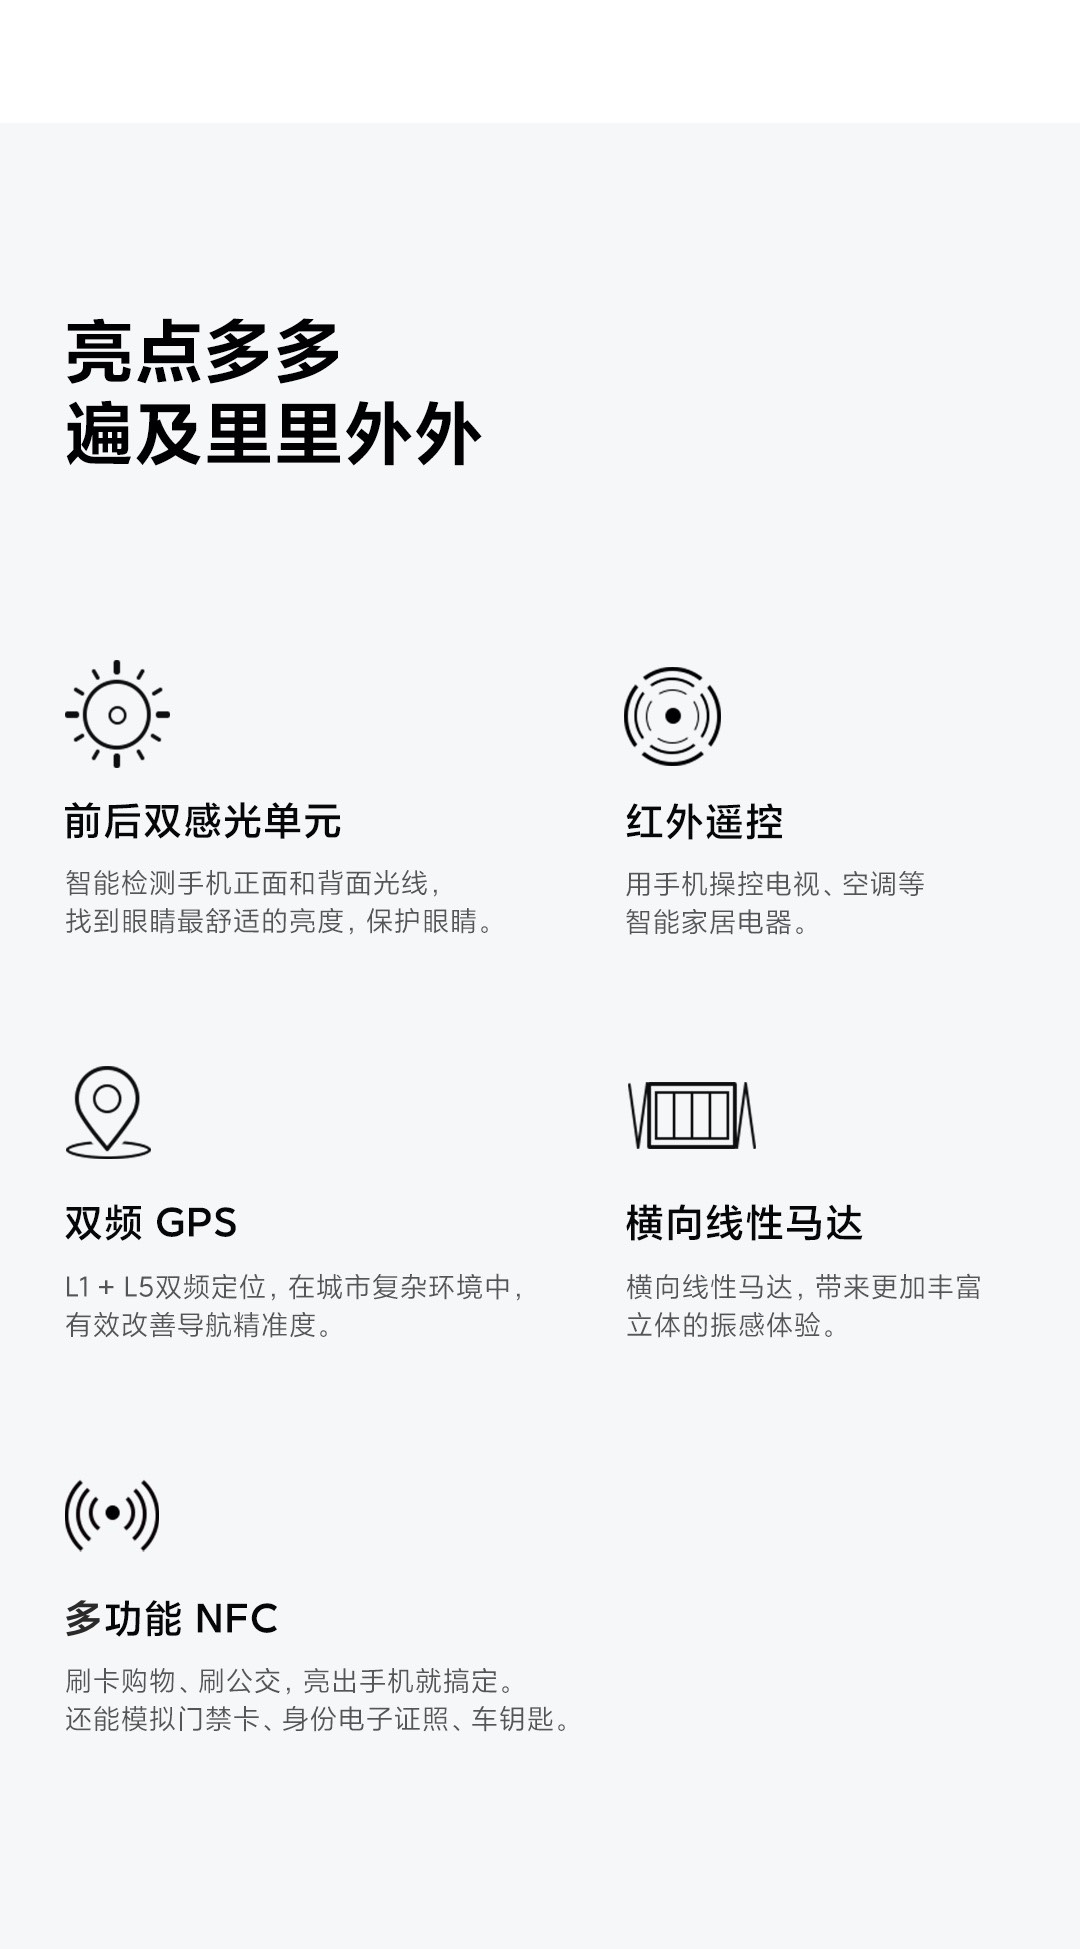 亮点多多
遍及里里外外
前后双感光单元
智能检测手机正面和背面光线，
找到眼睛最舒适的亮度，保护眼睛。
红外遥控
用手机操控电视、空调等
智能家居电器。
双频 GPS
L1 + L5双频定位，在城市复杂环境中，
有效改善导航精准度。
横向线性马达
横向线性马达，带来更加丰富
立体的振感体验。
多功能 NFC
刷卡购物、刷公交，亮出手机就搞定。
还能模拟门禁卡、身份电子证照、车钥匙。